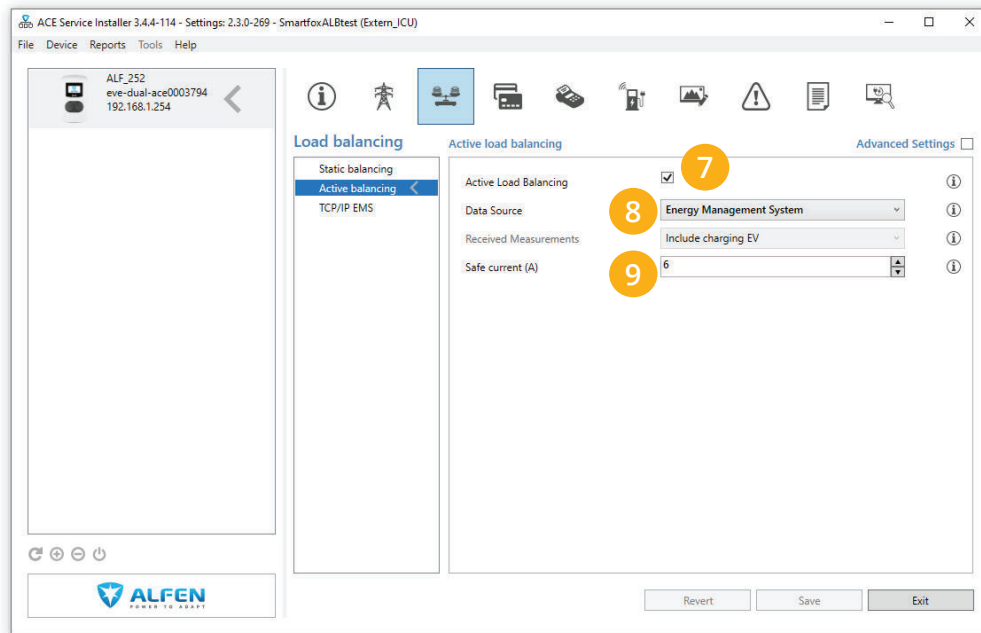 ACE Service Installer 3.4.4-114 - Settings: 2.3.0-269 - SmartfoxALBtest (Extern_ICU)
File Device Reports Tools Help
ALF_252
eve-dual-ace0003794
192.168.1.254
Load balancing
Static balancing
Active balancing
TCP/IP EMS
Active load balancing
Advanced Settings
Active Load Balancing
7
Data Source
8
Energy Management System
Received Measurements
Include charging EV
Safe current (A)
9
6
ALFEN
POWER TO ADAPT
Revert
Save
Exit